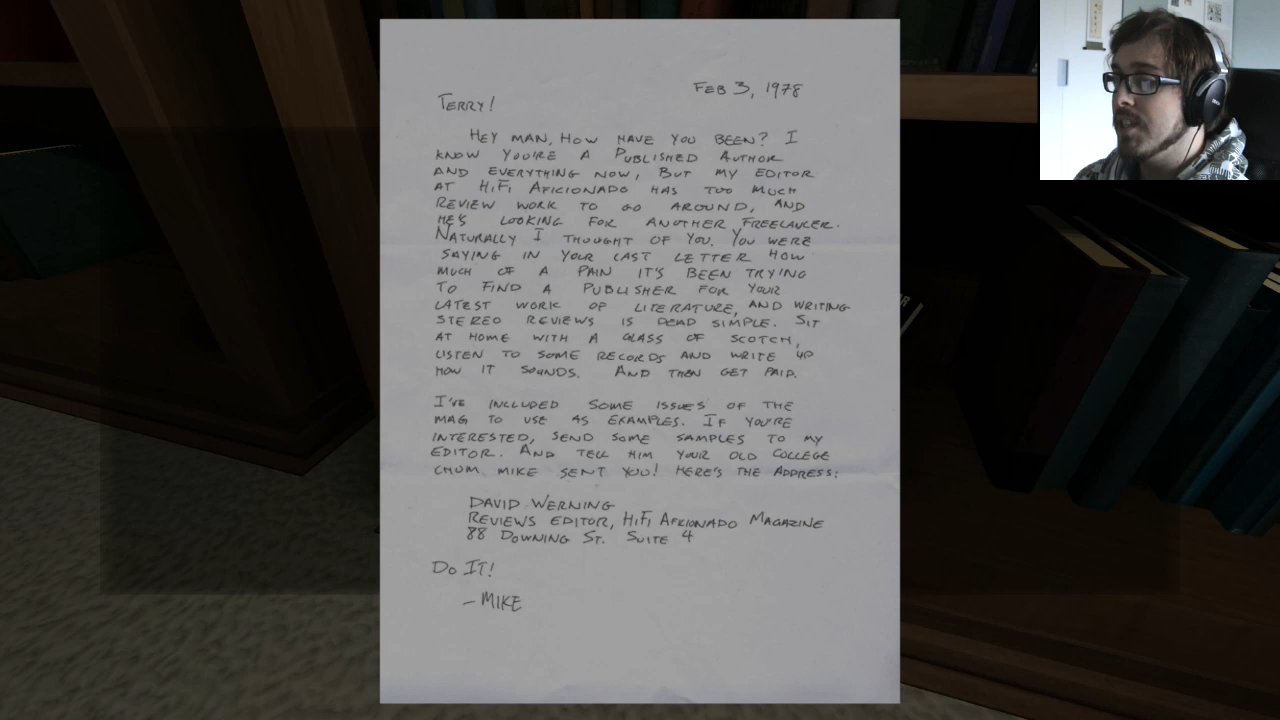 FEB 3, 1978
TERRY!
HEY MAN, HOW HAVE YOU BEEN? I
KNOW YOU'RE A PUBLISHED AUTHOR
AND EVERYTHING NOW, BUT MY EDITOR
AT HIFI AFICIONADO HAS TOO MUCH
REVIEW WORK TO GO AROUND, AND
HE'S LOOKING FOR ANOTHER FREELANCER.
NATURALLY I THOUGHT OF YOU. YOU WERE
SAYING IN YOUR LAST LETTER HOW
MUCH OF A PAIN IT'S BEEN TRYING
TO FIND A PUBLISHER FOR YOUR
LATEST WORK OF LITERATURE, AND WRITING
STEREO REVIEWS IS DEAD SIMPLE. SIT
AT HOME WITH A GLASS OF SCOTCH,
LISTEN TO SOME RECORDS AND WRITE UP
HOW IT SOUNDS. AND THEN GET PAID.
I'VE INCLUDED SOME ISSUES OF THE
MAG TO USE AS EXAMPLES. IF YOU'RE
INTERESTED, SEND SOME SAMPLES TO MY
EDITOR. AND TELL HIM YOUR OLD COLLEGE
CHUM MIKE SENT YOU! HERE'S THE ADDRESS:
DAVID WERNING
REVIEWS EDITOR, HIFI AFICIONADO MAGAZINE
88 DOWNING ST. SUITE 4
DO IT!
- MIKE